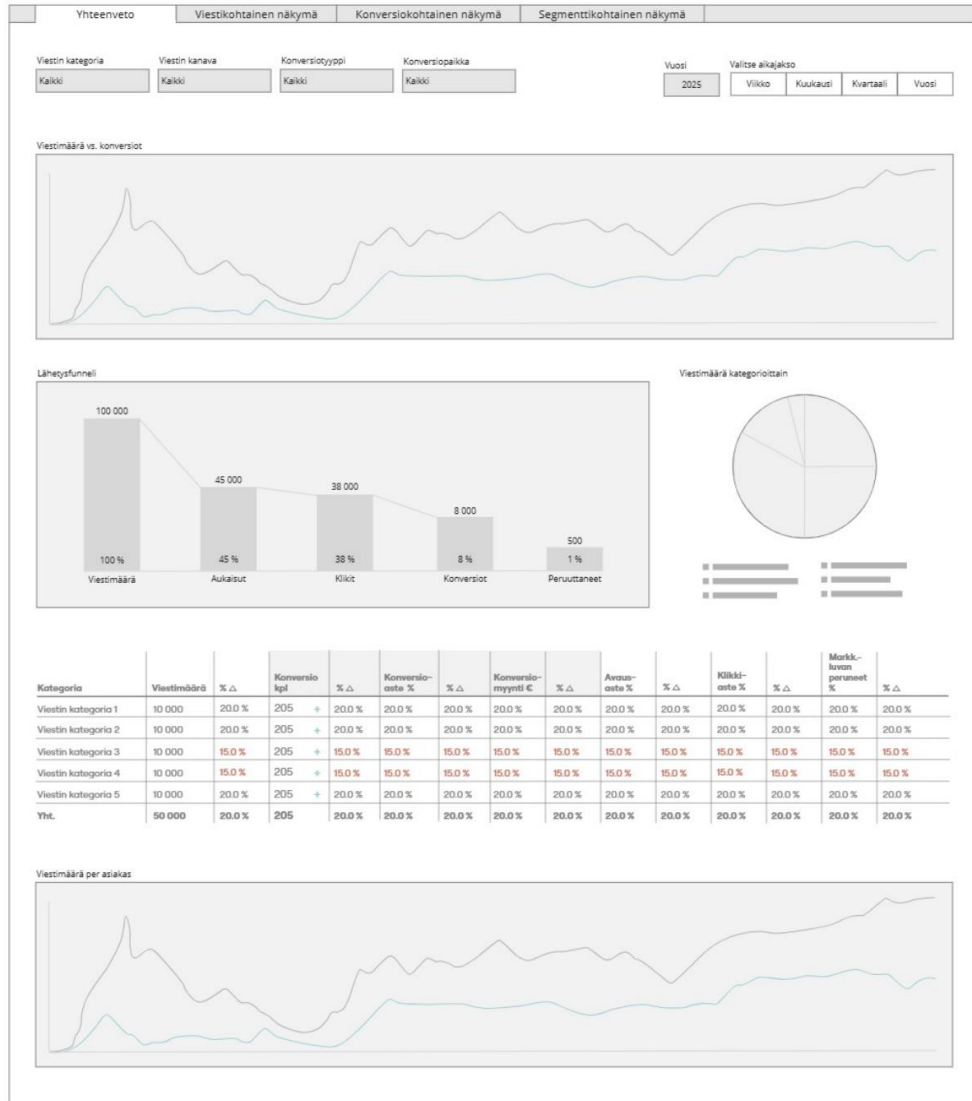 Yhteenveto Viestikohtainen näkymä Konversiokohtainen näkymä Segmenttikohtainen näkymä
Viestin kategoria Viestin kanava Konversiotyyppi Konversiopaikka Vuosi Valitse aikajakso
Kaikki Kaikki Kaikki Kaikki 2025 Viikko Kuukausi Kvartaali Vuosi
Viestimäärä vs. konversiot
Lähetysfunneli
100 000
45 000
38 000
8 000
500
100 % 45 % 38 % 8 % 1 %
Viestimäärä Aukaisut Klikit Konversiot Peruuttaneet
Viestimäärä kategorioittain
Kategoria Viestimäärä % △ Konversio kpl % △ Konversio-aste % % △ Konversio-myynti € % △ Avaus-aste % % △ Klikki-aste % % △ Markk.-luvan peruneet % % △
Viestin kategoria 1 10 000 20.0 % 205 + 20.0 % 20.0 % 20.0 % 20.0 % 20.0 % 20.0 % 20.0 % 20.0 % 20.0 % 20.0 % 20.0 %
Viestin kategoria 2 10 000 20.0 % 205 + 20.0 % 20.0 % 20.0 % 20.0 % 20.0 % 20.0 % 20.0 % 20.0 % 20.0 % 20.0 % 20.0 %
Viestin kategoria 3 10 000 15.0 % 205 + 15.0 % 15.0 % 15.0 % 15.0 % 15.0 % 15.0 % 15.0 % 15.0 % 15.0 % 15.0 % 15.0 %
Viestin kategoria 4 10 000 15.0 % 205 + 15.0 % 15.0 % 15.0 % 15.0 % 15.0 % 15.0 % 15.0 % 15.0 % 15.0 % 15.0 % 15.0 %
Viestin kategoria 5 10 000 20.0 % 205 + 20.0 % 20.0 % 20.0 % 20.0 % 20.0 % 20.0 % 20.0 % 20.0 % 20.0 % 20.0 % 20.0 %
Yht. 50 000 20.0 % 205 20.0 % 20.0 % 20.0 % 20.0 % 20.0 % 20.0 % 20.0 % 20.0 % 20.0 % 20.0 % 20.0 %
Viestimäärä per asiakas